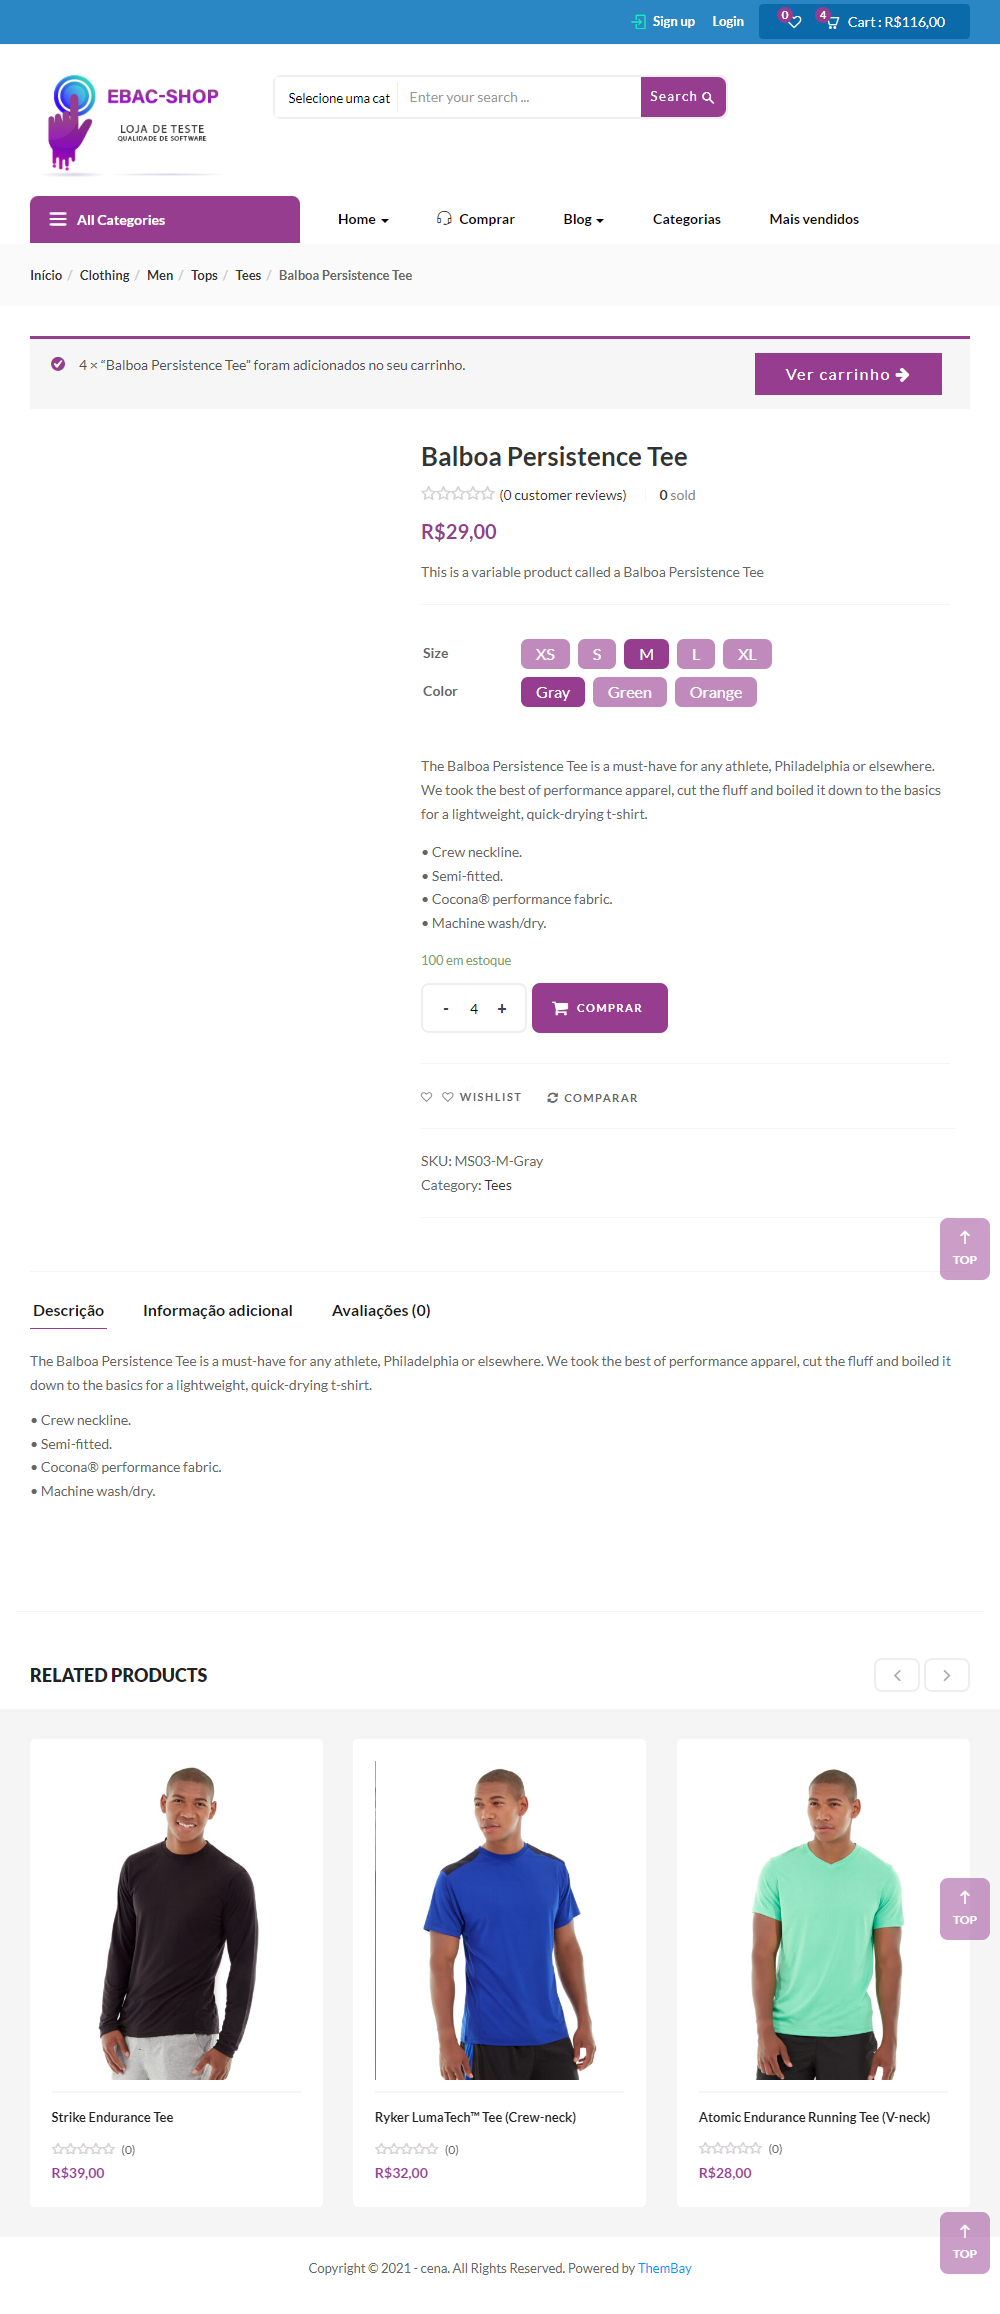 Sign up Login 0 4 Cart : R$116,00
EBAC-SHOP
LOJA DE TESTE
QUALIDADE DE SOFTWARE
Selecione uma cat Enter your search ... Search
All Categories Home Comprar Blog Categorias Mais vendidos
Início / Clothing / Men / Tops / Tees / Balboa Persistence Tee
4 × “Balboa Persistence Tee” foram adicionados no seu carrinho. Ver carrinho
Balboa Persistence Tee
(0 customer reviews) 0 sold
R$29,00
This is a variable product called a Balboa Persistence Tee
Size XS S M L XL
Color Gray Green Orange
The Balboa Persistence Tee is a must-have for any athlete, Philadelphia or elsewhere.
We took the best of performance apparel, cut the fluff and boiled it down to the basics
for a lightweight, quick-drying t-shirt.
• Crew neckline.
• Semi-fitted.
• Cocona® performance fabric.
• Machine wash/dry.
100 em estoque
- 4 + COMPRAR
WISHLIST COMPARAR
SKU: MS03-M-Gray
Category: Tees
TOP
Descrição Informação adicional Avaliações (0)
The Balboa Persistence Tee is a must-have for any athlete, Philadelphia or elsewhere. We took the best of performance apparel, cut the fluff and boiled it
down to the basics for a lightweight, quick-drying t-shirt.
• Crew neckline.
• Semi-fitted.
• Cocona® performance fabric.
• Machine wash/dry.
RELATED PRODUCTS
TOP
Strike Endurance Tee Ryker LumaTech™ Tee (Crew-neck) Atomic Endurance Running Tee (V-neck)
(0) (0) (0)
R$39,00 R$32,00 R$28,00
TOP
Copyright © 2021 - cena. All Rights Reserved. Powered by ThemBay